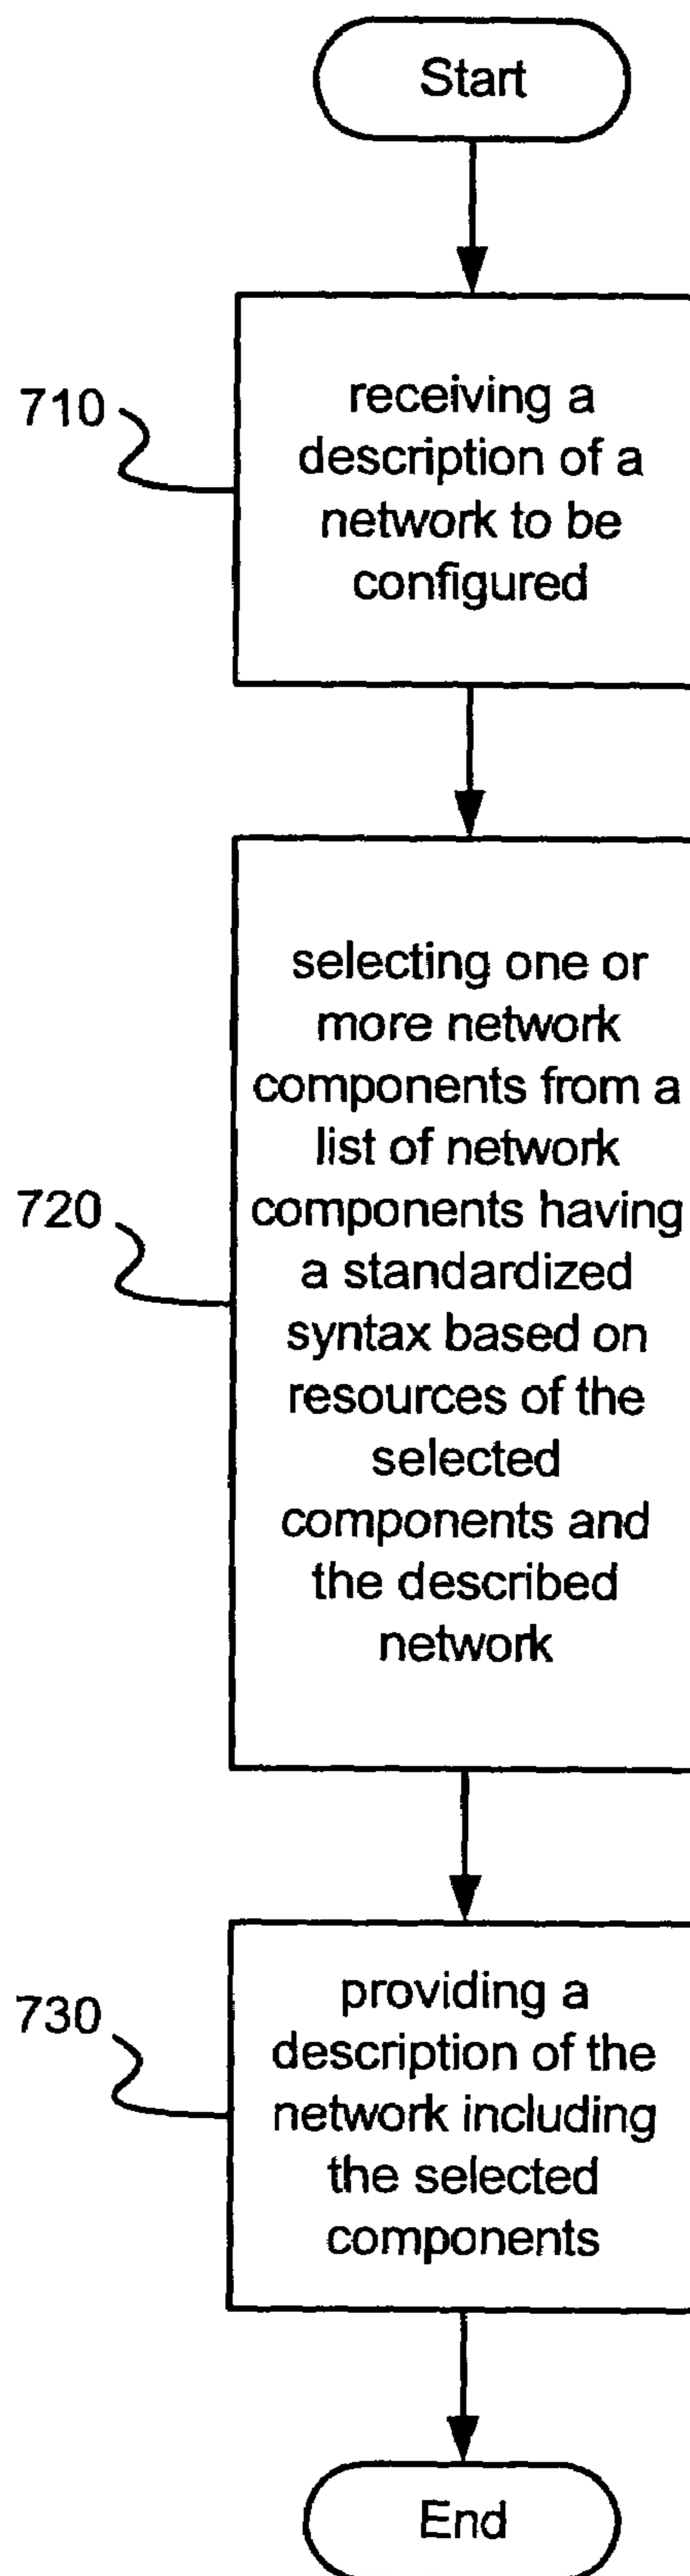 Start
710
receiving a
description of a
network to be
configured
720
selecting one or
more network
components from a
list of network
components having
a standardized
syntax based on
resources of the
selected
components and
the described
network
730
providing a
description of the
network including
the selected
components
End